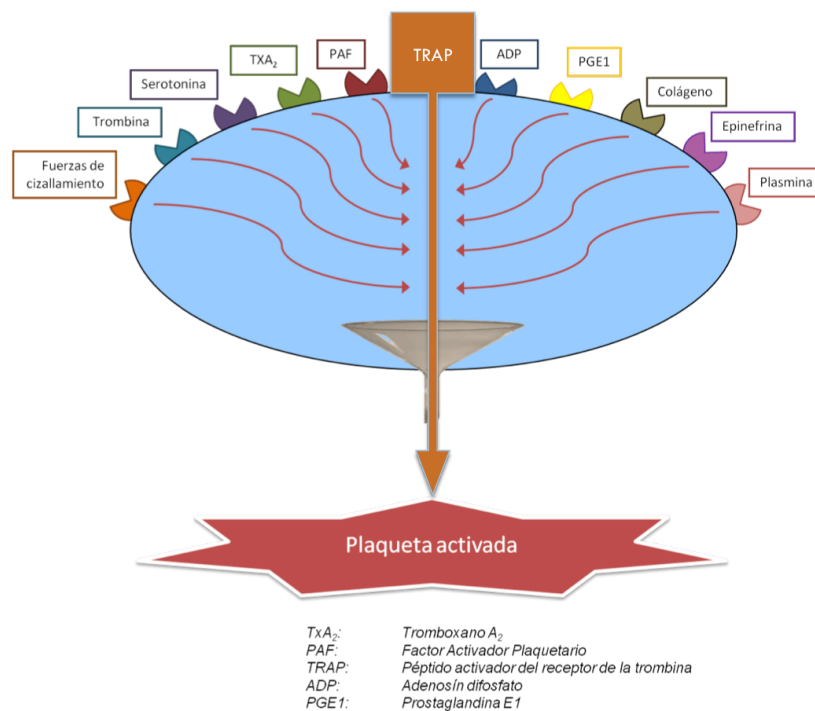 TRAP
PAF
ADP
TXA₂
PGE1
Serotonina
Colágeno
Trombina
Epinefrina
Fuerzas de
cizallamiento
Plasmina
Plaqueta activada
TxA₂: Tromboxano A₂
PAF: Factor Activador Plaquetario
TRAP: Péptido activador del receptor de la trombina
ADP: Adenosín difosfato
PGE1: Prostaglandina E1